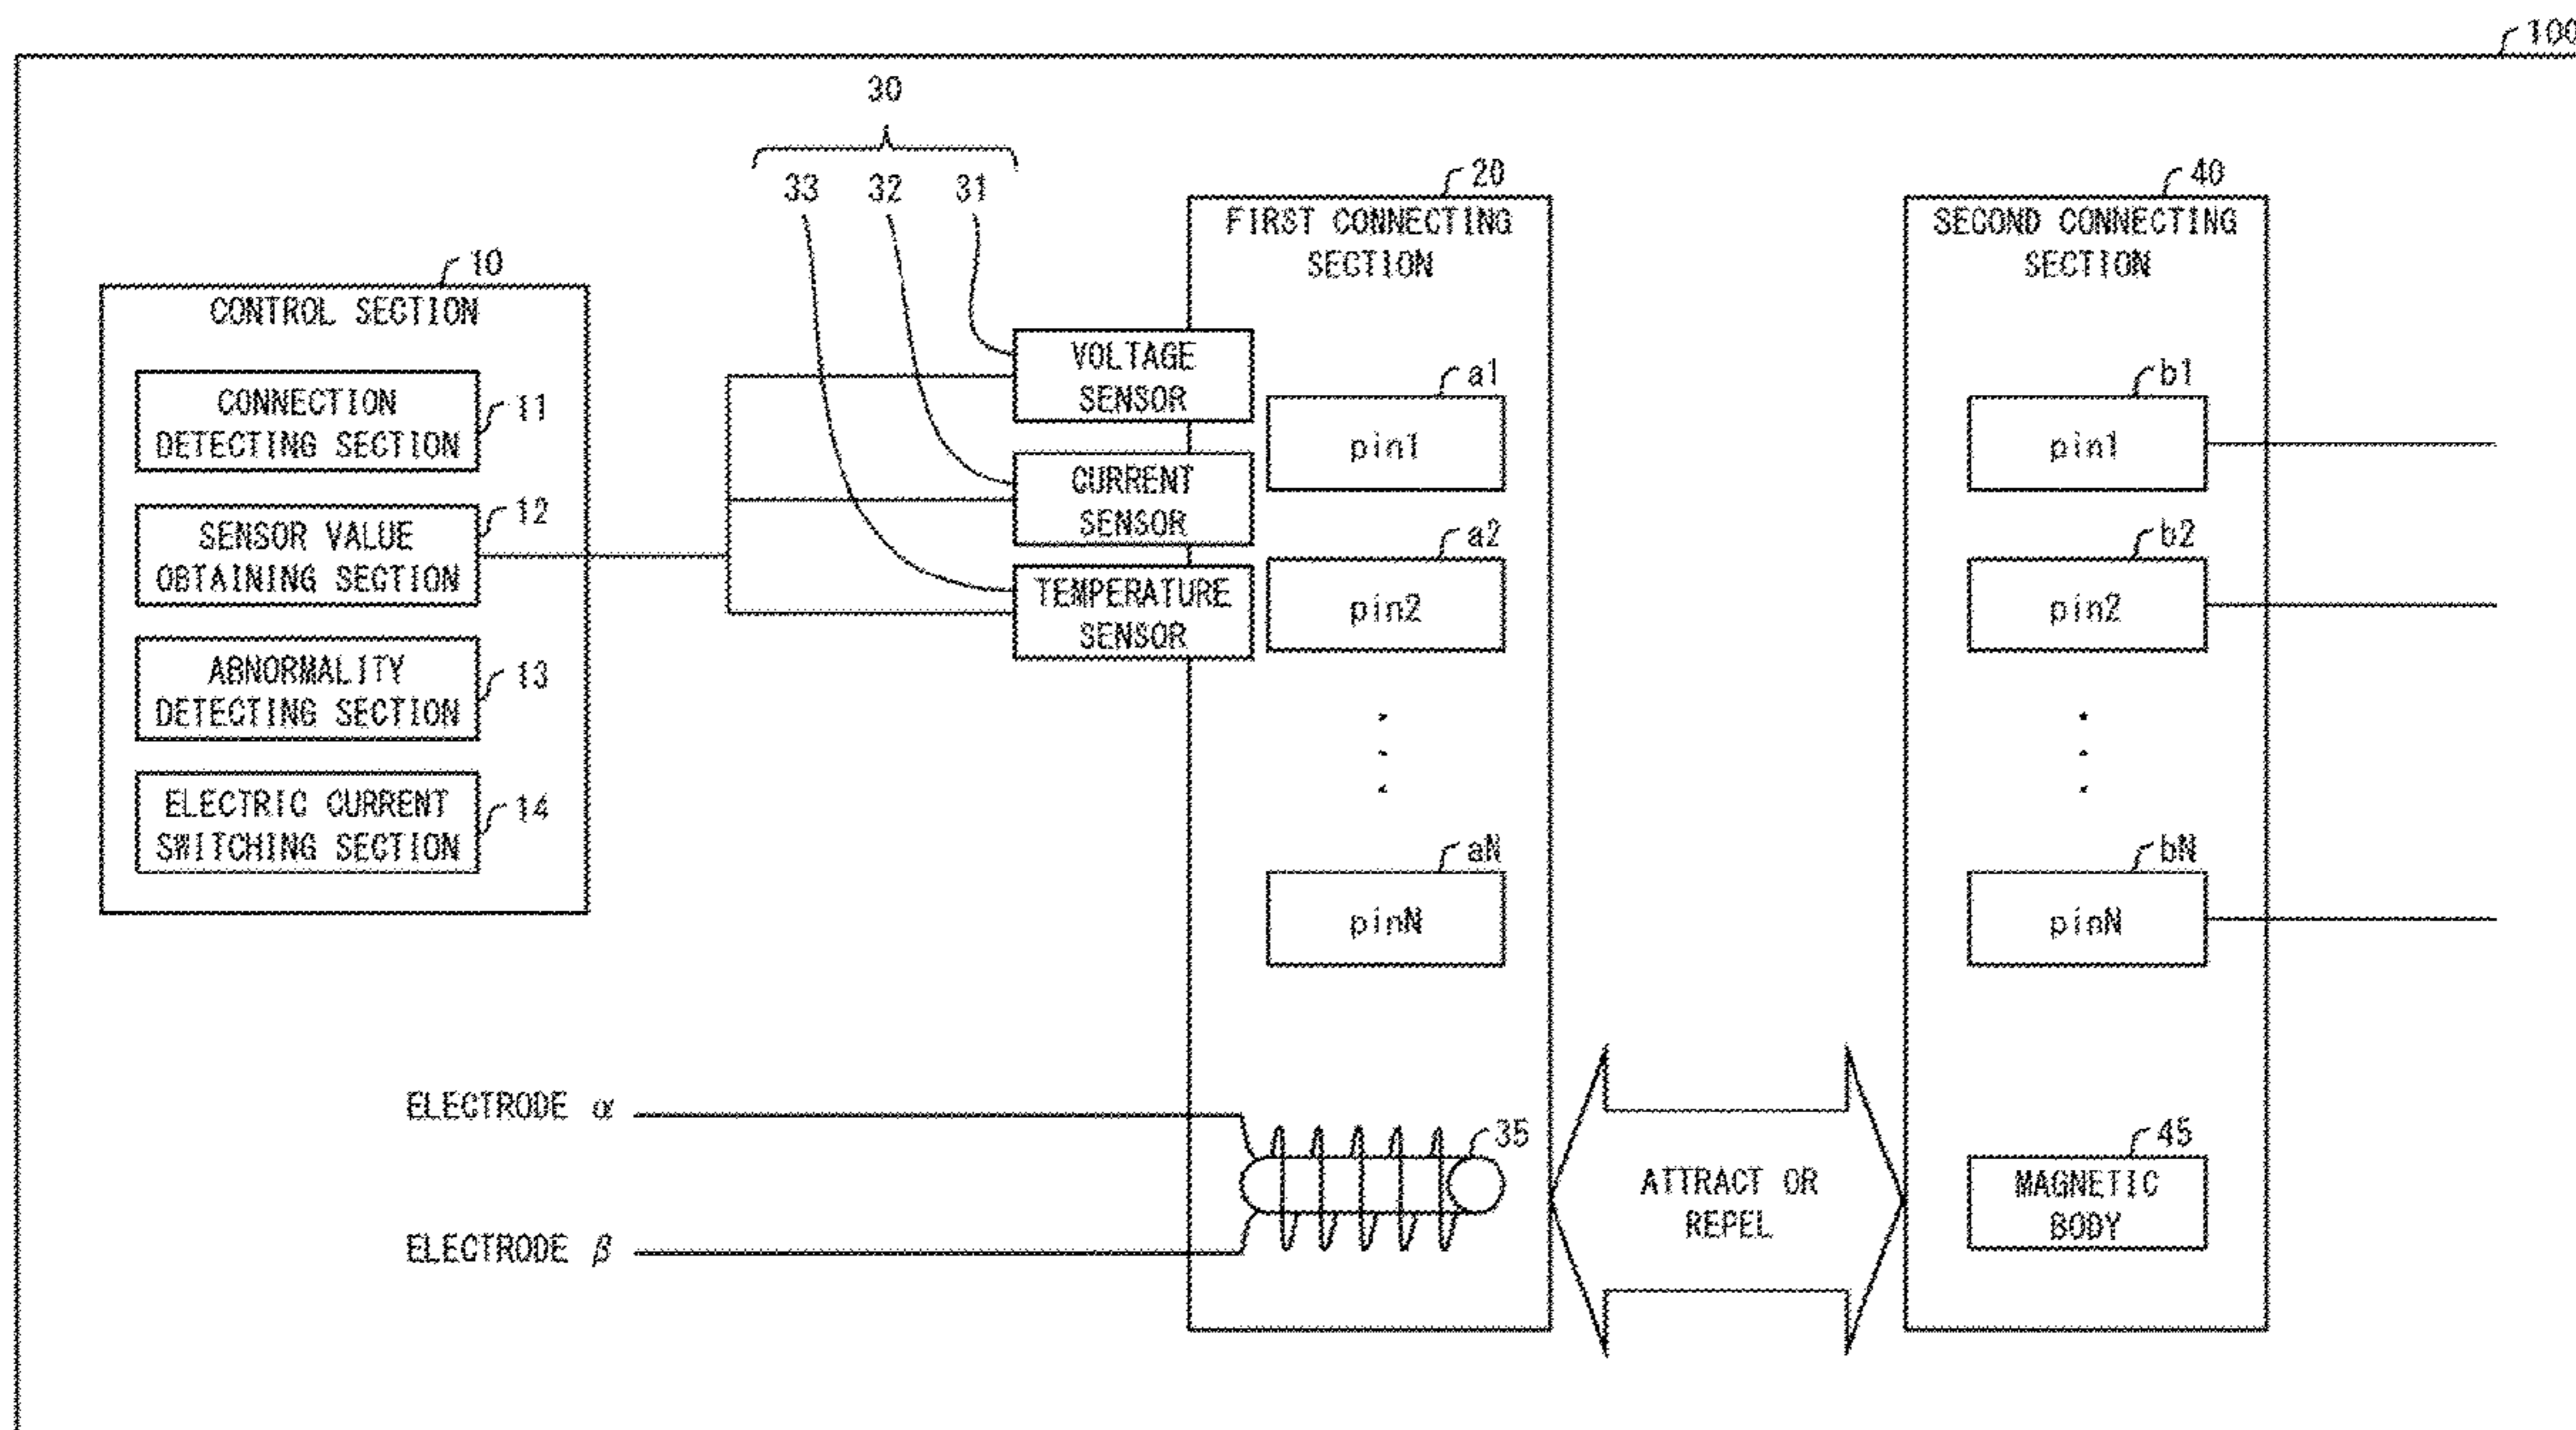 100
30
33 32 31
20
FIRST CONNECTING
SECTION
40
SECOND CONNECTING
SECTION
10
CONTROL SECTION
CONNECTION
DETECTING SECTION
11
SENSOR VALUE
OBTAINING SECTION
12
ABNORMALITY
DETECTING SECTION
13
ELECTRIC CURRENT
SWITCHING SECTION
14
VOLTAGE
SENSOR
CURRENT
SENSOR
TEMPERATURE
SENSOR
a1
pin1
a2
pin2
aN
pinN
b1
pin1
b2
pin2
bN
pinN
ELECTRODE α
ELECTRODE β
35
ATTRACT OR
REPEL
45
MAGNETIC
BODY